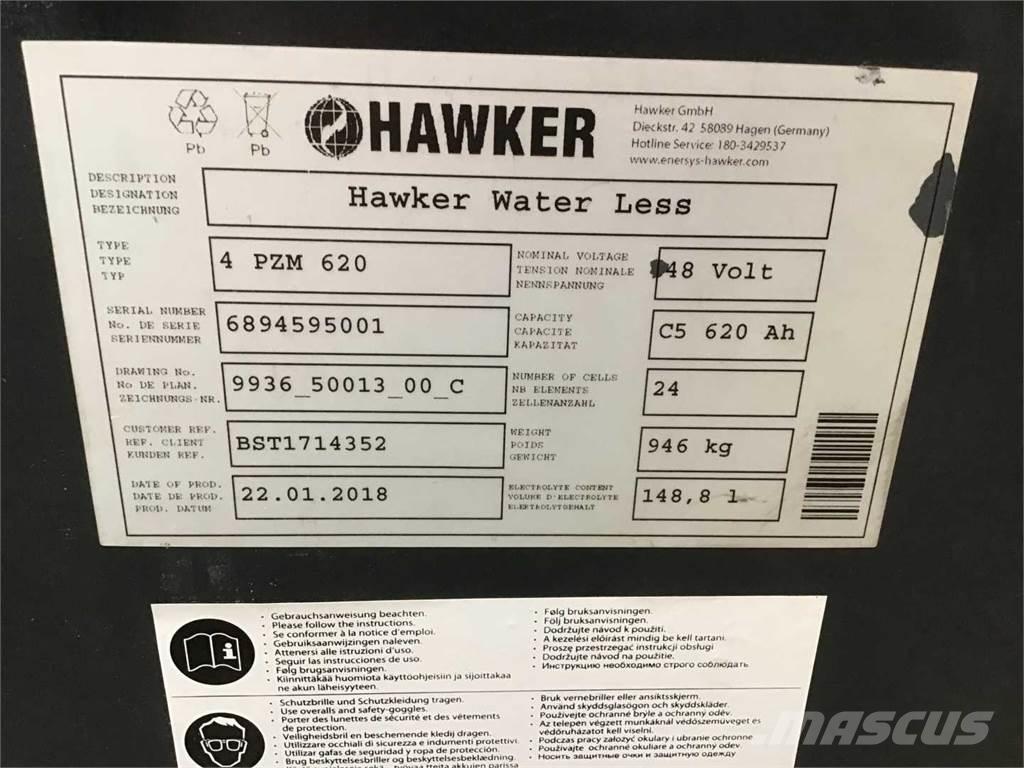 Pb
Pb
HAWKER
Hawker GmbH
Dieckstr. 42 58089 Hagen (Germany)
Hotline Service: 180-3429537
www.enersys-hawker.com
DESCRIPTION
DESIGNATION
BEZEICHNUNG
Hawker Water Less
TYPE
TYPE
TYP
4 PZM 620
NOMINAL VOLTAGE
TENSION NOMINALE
NENNSPANNUNG
48 Volt
SERIAL NUMBER
No. DE SERIE
SERIENNUMMER
6894595001
CAPACITY
CAPACITE
KAPAZITAT
C5 620 Ah
DRAWING No.
No DE PLAN.
ZEICHNUNGS-NR.
9936_50013_00_C
NUMBER OF CELLS
NB ELEMENTS
ZELLENANZAHL
24
CUSTOMER REF.
REF. CLIENT
KUNDEN REF.
BST1714352
WEIGHT
POIDS
GEWICHT
946 kg
DATE OF PROD.
DATE DE PROD.
PROD. DATUM
22.01.2018
ELECTROLYTE CONTENT
VOLUME D'ELECTROLYTE
ELEKTROLYTGEHALT
148,8 l
• Gebrauchsanweisung beachten.
• Please follow the instructions.
• Se conformer à la notice d'emploi.
• Gebruiksaanwijzingen naleven.
• Attenersi alle istruzioni d'uso.
• Seguir las instrucciones de uso.
• Følg brugsanvisningen.
• Kiinnittäkää huomiota käyttöohjeisiin ja sijoittakaa
ne akun läheisyyteen.
• Følg bruksanvisningen.
• Följ bruksanvisningen.
• Dodržujte návod k použití.
• A kezelési előírást mindig be kell tartani.
• Proszę przestrzegać instrukcji obsługi
• Dodržujte návod na použitie.
• Инструкцию необходимо строго соблюдать
• Schutzbrille und Schutzkleidung tragen.
• Use overalls and safety-goggles.
• Porter des lunettes de sécurité et des vêtements
de protection.
• Veiligheidsbril en beschemende kledij dragen.
• Utilizzare occhiali di sicurezza e indumenti protettivi.
• Utilizar gafas de seguridad y ropa de protección.
• Brug beskyttelsesbriller og beskyttelsesbeklædning.
• Bruk vernebriller eller ansiktsskjerm.
• Använd skyddsglasögon och skyddskläder.
• Používejte ochranné brýle a ochranný oděv.
• Az telepen végzett munkáknál védőszemüveget es
védőruházatot kell viselni.
• Podczas pracy założyć okulary i ubranie ochronne
• Používajte ochranné okuliare a ochranný odev.
• Носить защитные очки и защитную одежду
MASCUS